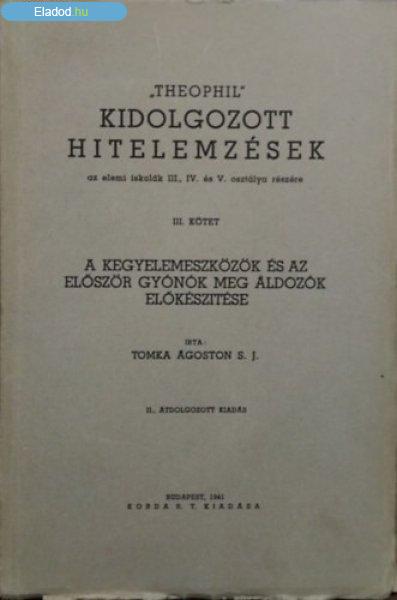 Eladod.hu
„THEOPHIL"
KIDOLGOZOTT
HITELEMZÉSEK
az elemi iskolák III., IV. és V. osztálya részére
III. KÖTET
A KEGYELEMESZKÖZÖK ÉS AZ
ELŐSZÖR GYÓNÓK MEG ÁLDOZÓK
ELŐKÉSZITÉSE
IRTA:
TOMKA ÁGOSTON S. J.
II., ÁTDOLGOZOTT KIADÁS
BUDAPEST, 1941
KORDA R. T. KIADÁSA